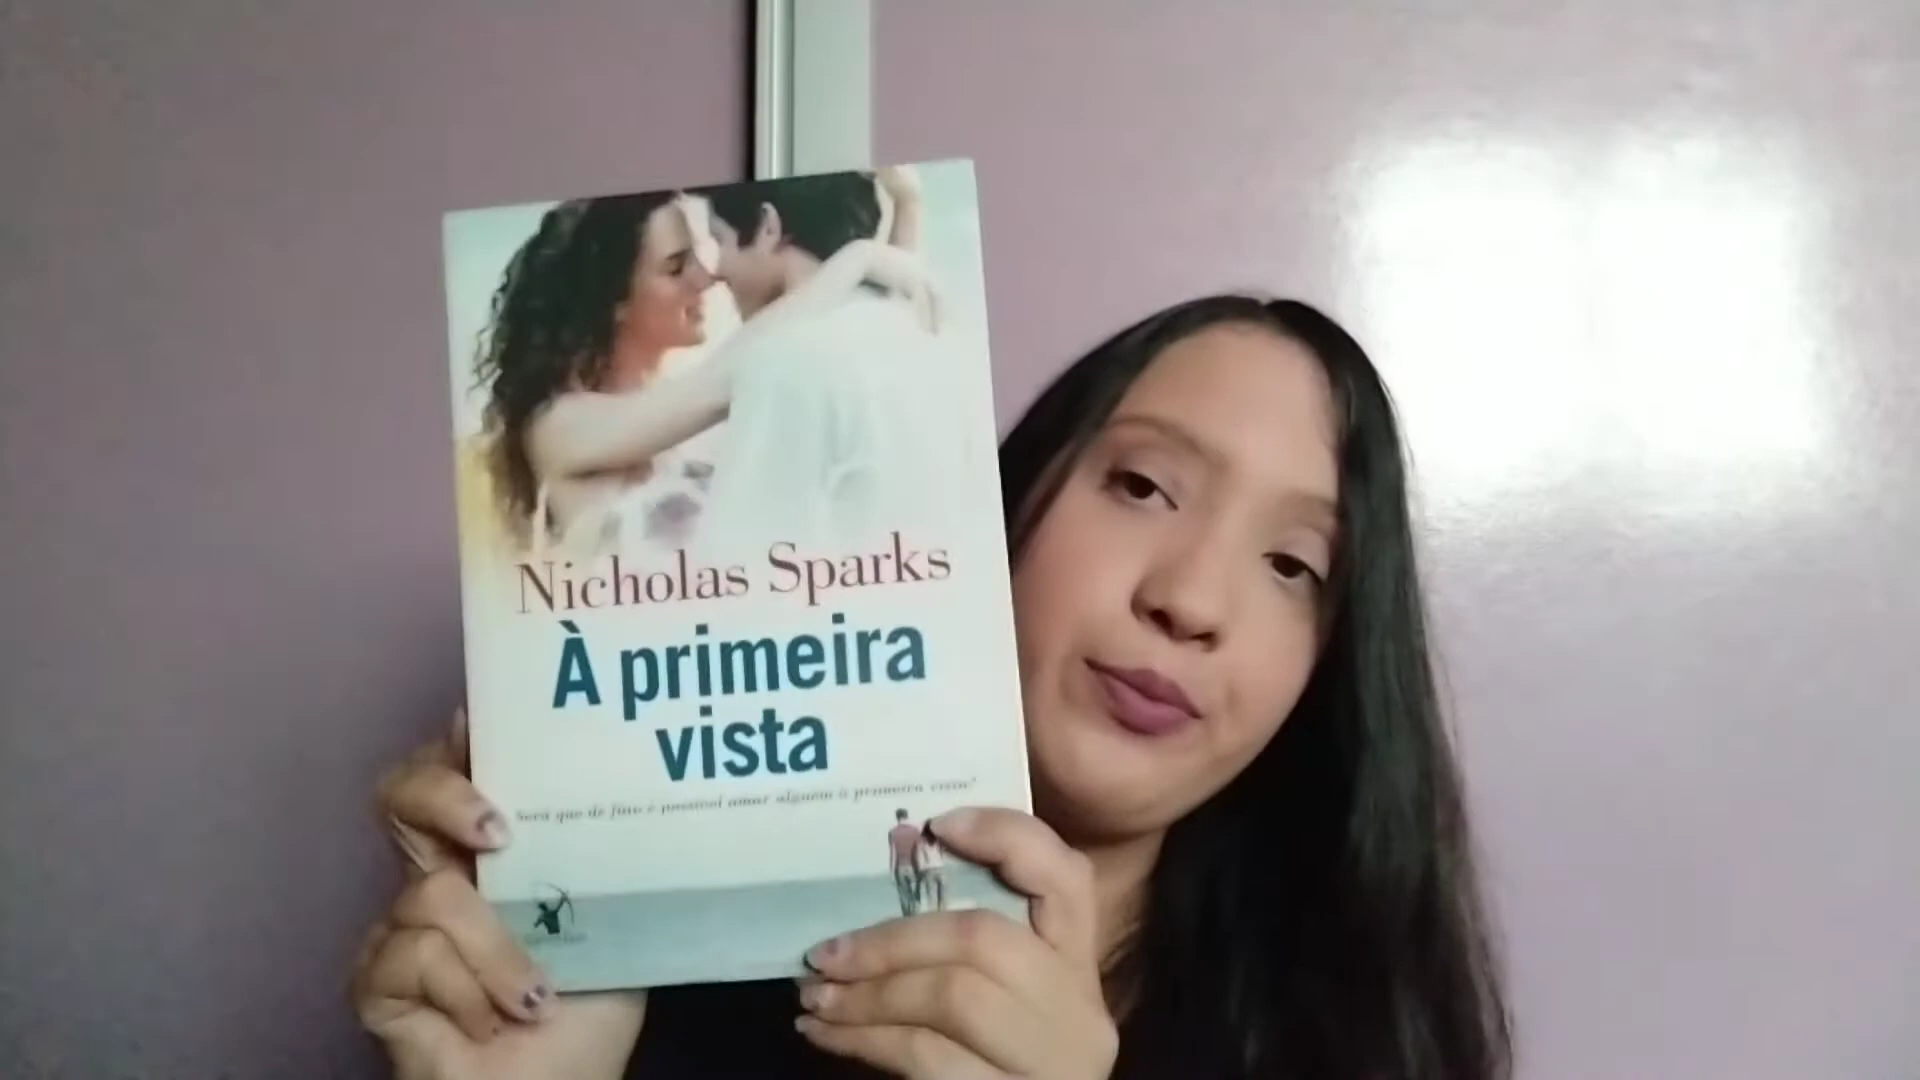 Nicholas Sparks
À primeira
vista
Será que de fato é possível amar alguém à primeira vista?